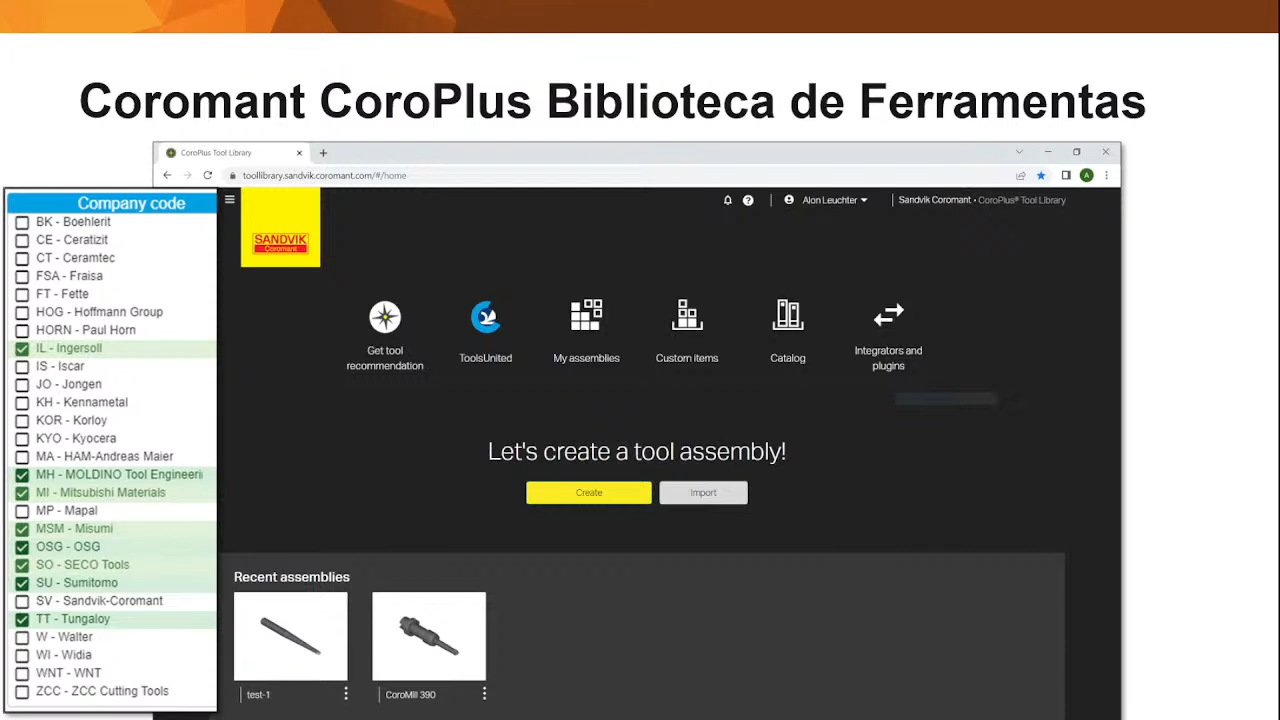 Coromant CoroPlus Biblioteca de Ferramentas
CoroPlus Tool Library
toollibrary.sandvik.coromant.com/#/home
A
Company code
BK - Boehlerit
CE - Ceratizit
CT - Ceramtec
FSA - Fraisa
FT - Fette
HOG - Hoffmann Group
HORN - Paul Horn
IL - Ingersoll
IS - Iscar
JO - Jongen
KH - Kennametal
KOR - Korloy
KYO - Kyocera
MA - HAM-Andreas Maier
MH - MOLDINO Tool Engineeri
MI - Mitsubishi Materials
MP - Mapal
MSM - Misumi
OSG - OSG
SO - SECO Tools
SU - Sumitomo
SV - Sandvik-Coromant
TT - Tungaloy
W - Walter
WI - Widia
WNT - WNT
ZCC - ZCC Cutting Tools
SANDVIK
Coromant
Alon Leuchter
Sandvik Coromant • CoroPlus® Tool Library
Get tool
recommendation
ToolsUnited
My assemblies
Custom items
Catalog
Integrators and
plugins
Let's create a tool assembly!
Create
Import
Recent assemblies
test-1
CoroMill 390